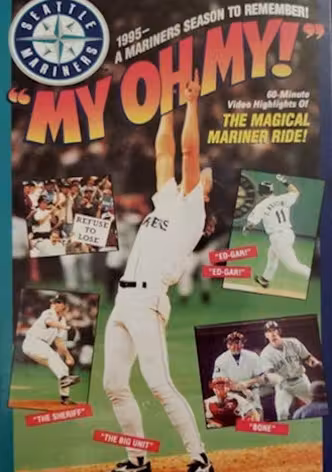 SEATTLE
MARINERS
1995-
A MARINERS SEASON TO REMEMBER!
"MY OH MY!"
60-Minute
Video Highlights Of
THE MAGICAL
MARINER RIDE!
REFUSE
TO
LOSE
11
"ED-GAR!"
"ED-GAR!"
"THE SHERIFF"
"THE BIG UNIT"
"BONE"